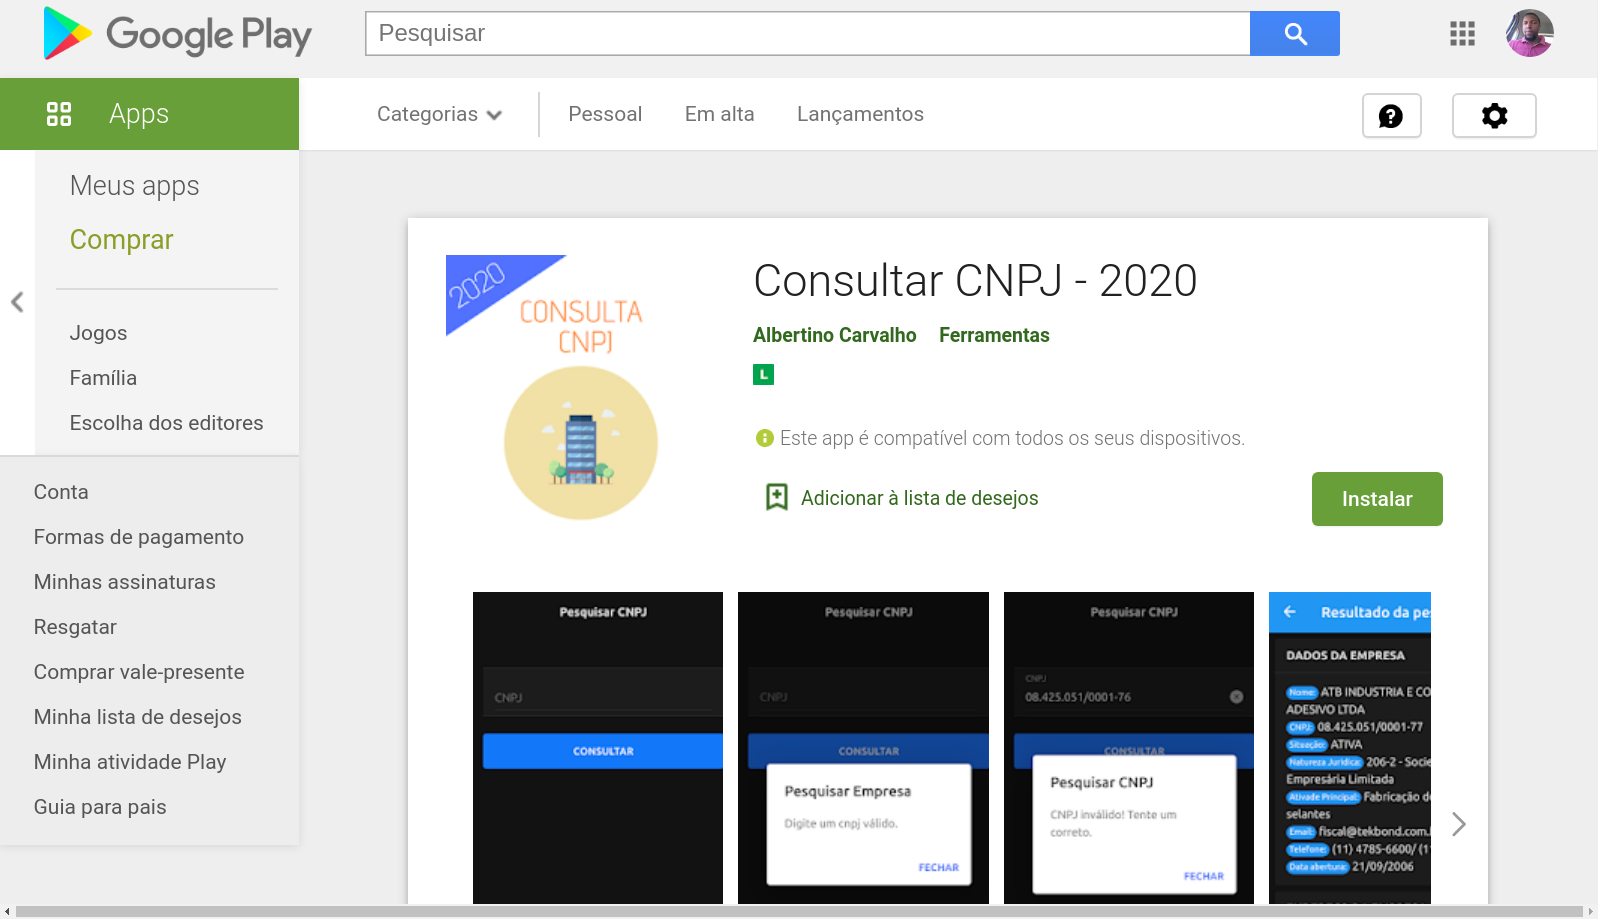 Google Play
Pesquisar
Apps
Categorias
Pessoal
Em alta
Lançamentos
Meus apps
Comprar
Jogos
Família
Escolha dos editores
Conta
Formas de pagamento
Minhas assinaturas
Resgatar
Comprar vale-presente
Minha lista de desejos
Minha atividade Play
Guia para pais
2020
CONSULTA
CNPJ
Consultar CNPJ - 2020
Albertino Carvalho Ferramentas
L
Este app é compatível com todos os seus dispositivos.
Adicionar à lista de desejos
Instalar
Pesquisar CNPJ
CNPJ
CONSULTAR
Pesquisar CNPJ
CNPJ
CONSULTAR
Pesquisar Empresa
Digite um cnpj válido.
FECHAR
Pesquisar CNPJ
CNPJ
08.425.051/0001-76
CONSULTAR
Pesquisar CNPJ
CNPJ inválido! Tente um
correto.
FECHAR
Resultado da pe
DADOS DA EMPRESA
Nome: ATB INDUSTRIA E CO
ADESIVO LTDA
CNPJ: 08.425.051/0001-77
Situação: ATIVA
Natureza Jurídica: 206-2 - Socie
Empresária Limitada
Ativade Principal: Fabricação de
selantes
Email: fiscal@tekbond.com.
Telefone: (11) 4785-6600/ (1
Data abertura: 21/09/2006